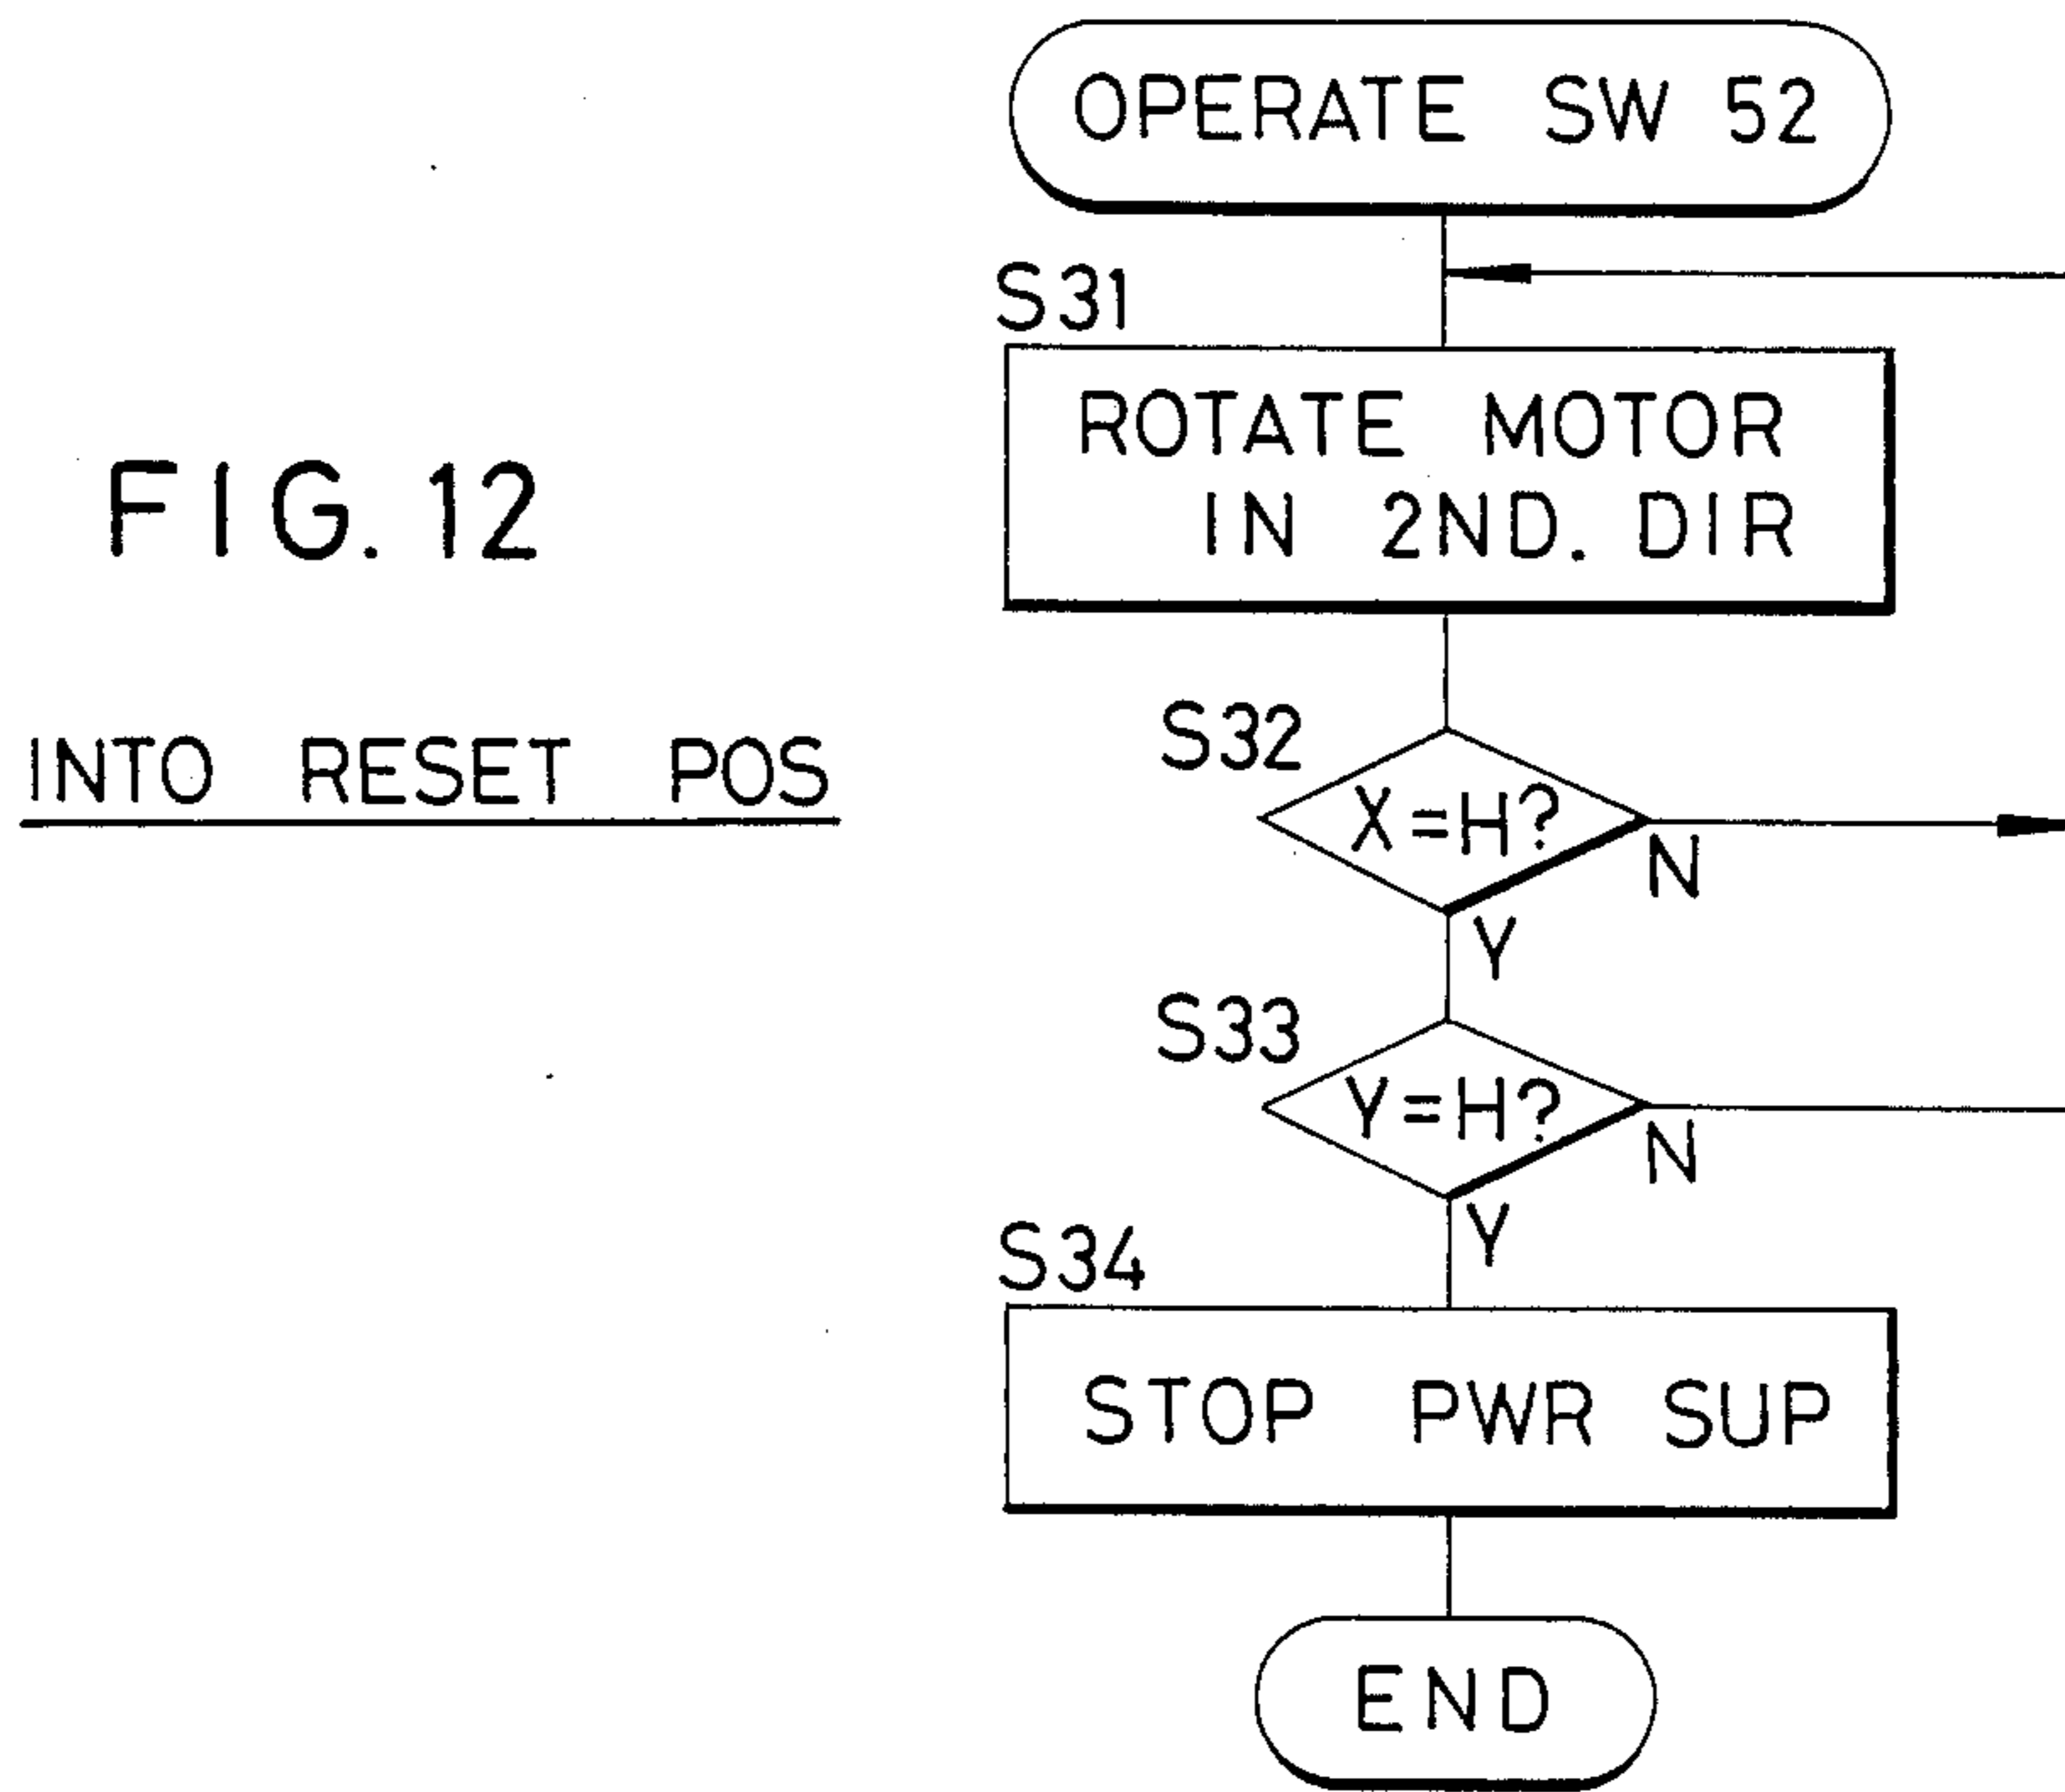 FIG. 12
INTO RESET POS
OPERATE SW 52
S31
ROTATE MOTOR
IN 2ND. DIR
S32
X=H?
N
Y
S33
Y=H?
N
Y
S34
STOP PWR SUP
END